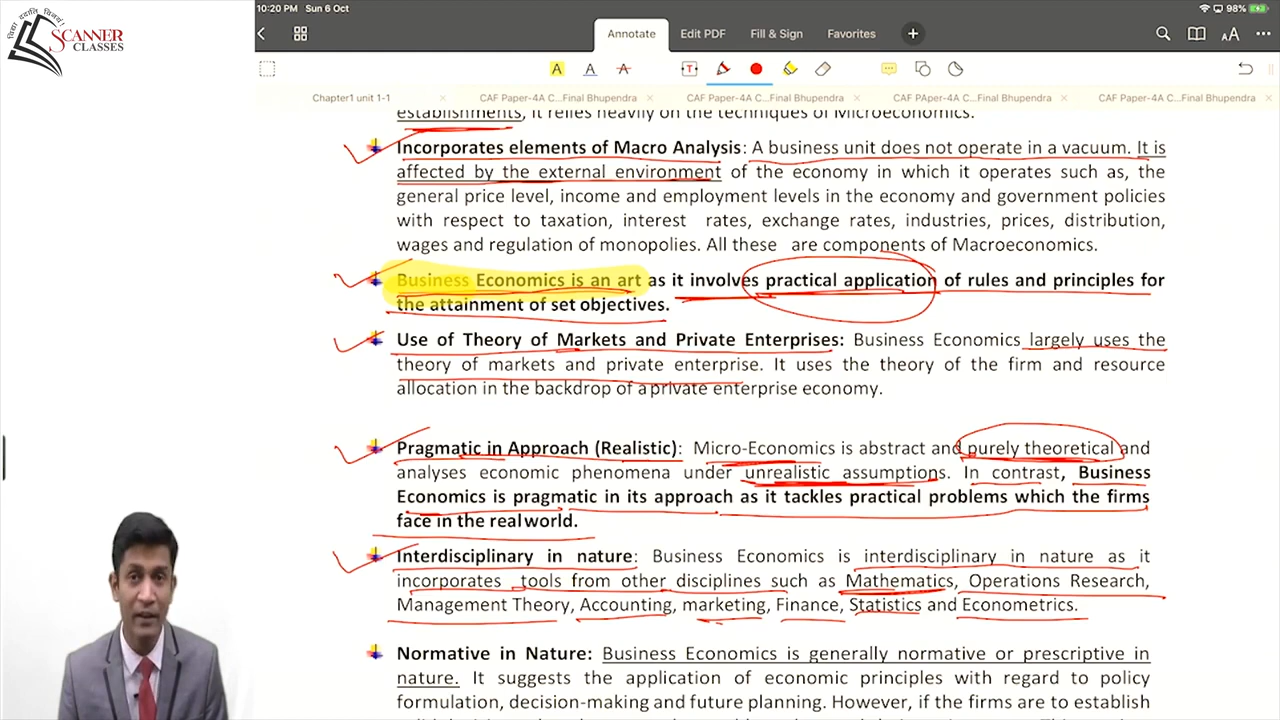 10:20 PM Sun 6 Oct
98%
विद्या ददाति विनयं
SCANNER
CLASSES
Annotate
Edit PDF
Fill & Sign
Favorites
Chapter1 unit 1-1
CAF Paper-4A C...Final Bhupendra
CAF PAper-4A C...Final Bhupendra
CAF PAper-4A C...Final Bhupendra
CAF Paper-4A C...Final Bhupendra
establishments, it relies heavily on the techniques of Microeconomics.
Incorporates elements of Macro Analysis: A business unit does not operate in a vacuum. It is
affected by the external environment of the economy in which it operates such as, the
general price level, income and employment levels in the economy and government policies
with respect to taxation, interest rates, exchange rates, industries, prices, distribution,
wages and regulation of monopolies. All these are components of Macroeconomics.
Business Economics is an art as it involves practical application of rules and principles for
the attainment of set objectives.
Use of Theory of Markets and Private Enterprises: Business Economics largely uses the
theory of markets and private enterprise. It uses the theory of the firm and resource
allocation in the backdrop of a private enterprise economy.
Pragmatic in Approach (Realistic): Micro-Economics is abstract and purely theoretical and
analyses economic phenomena under unrealistic assumptions. In contrast, Business
Economics is pragmatic in its approach as it tackles practical problems which the firms
face in the real world.
Interdisciplinary in nature: Business Economics is interdisciplinary in nature as it
incorporates tools from other disciplines such as Mathematics, Operations Research,
Management Theory, Accounting, marketing, Finance, Statistics and Econometrics.
Normative in Nature: Business Economics is generally normative or prescriptive in
nature. It suggests the application of economic principles with regard to policy
formulation, decision-making and future planning. However, if the firms are to establish